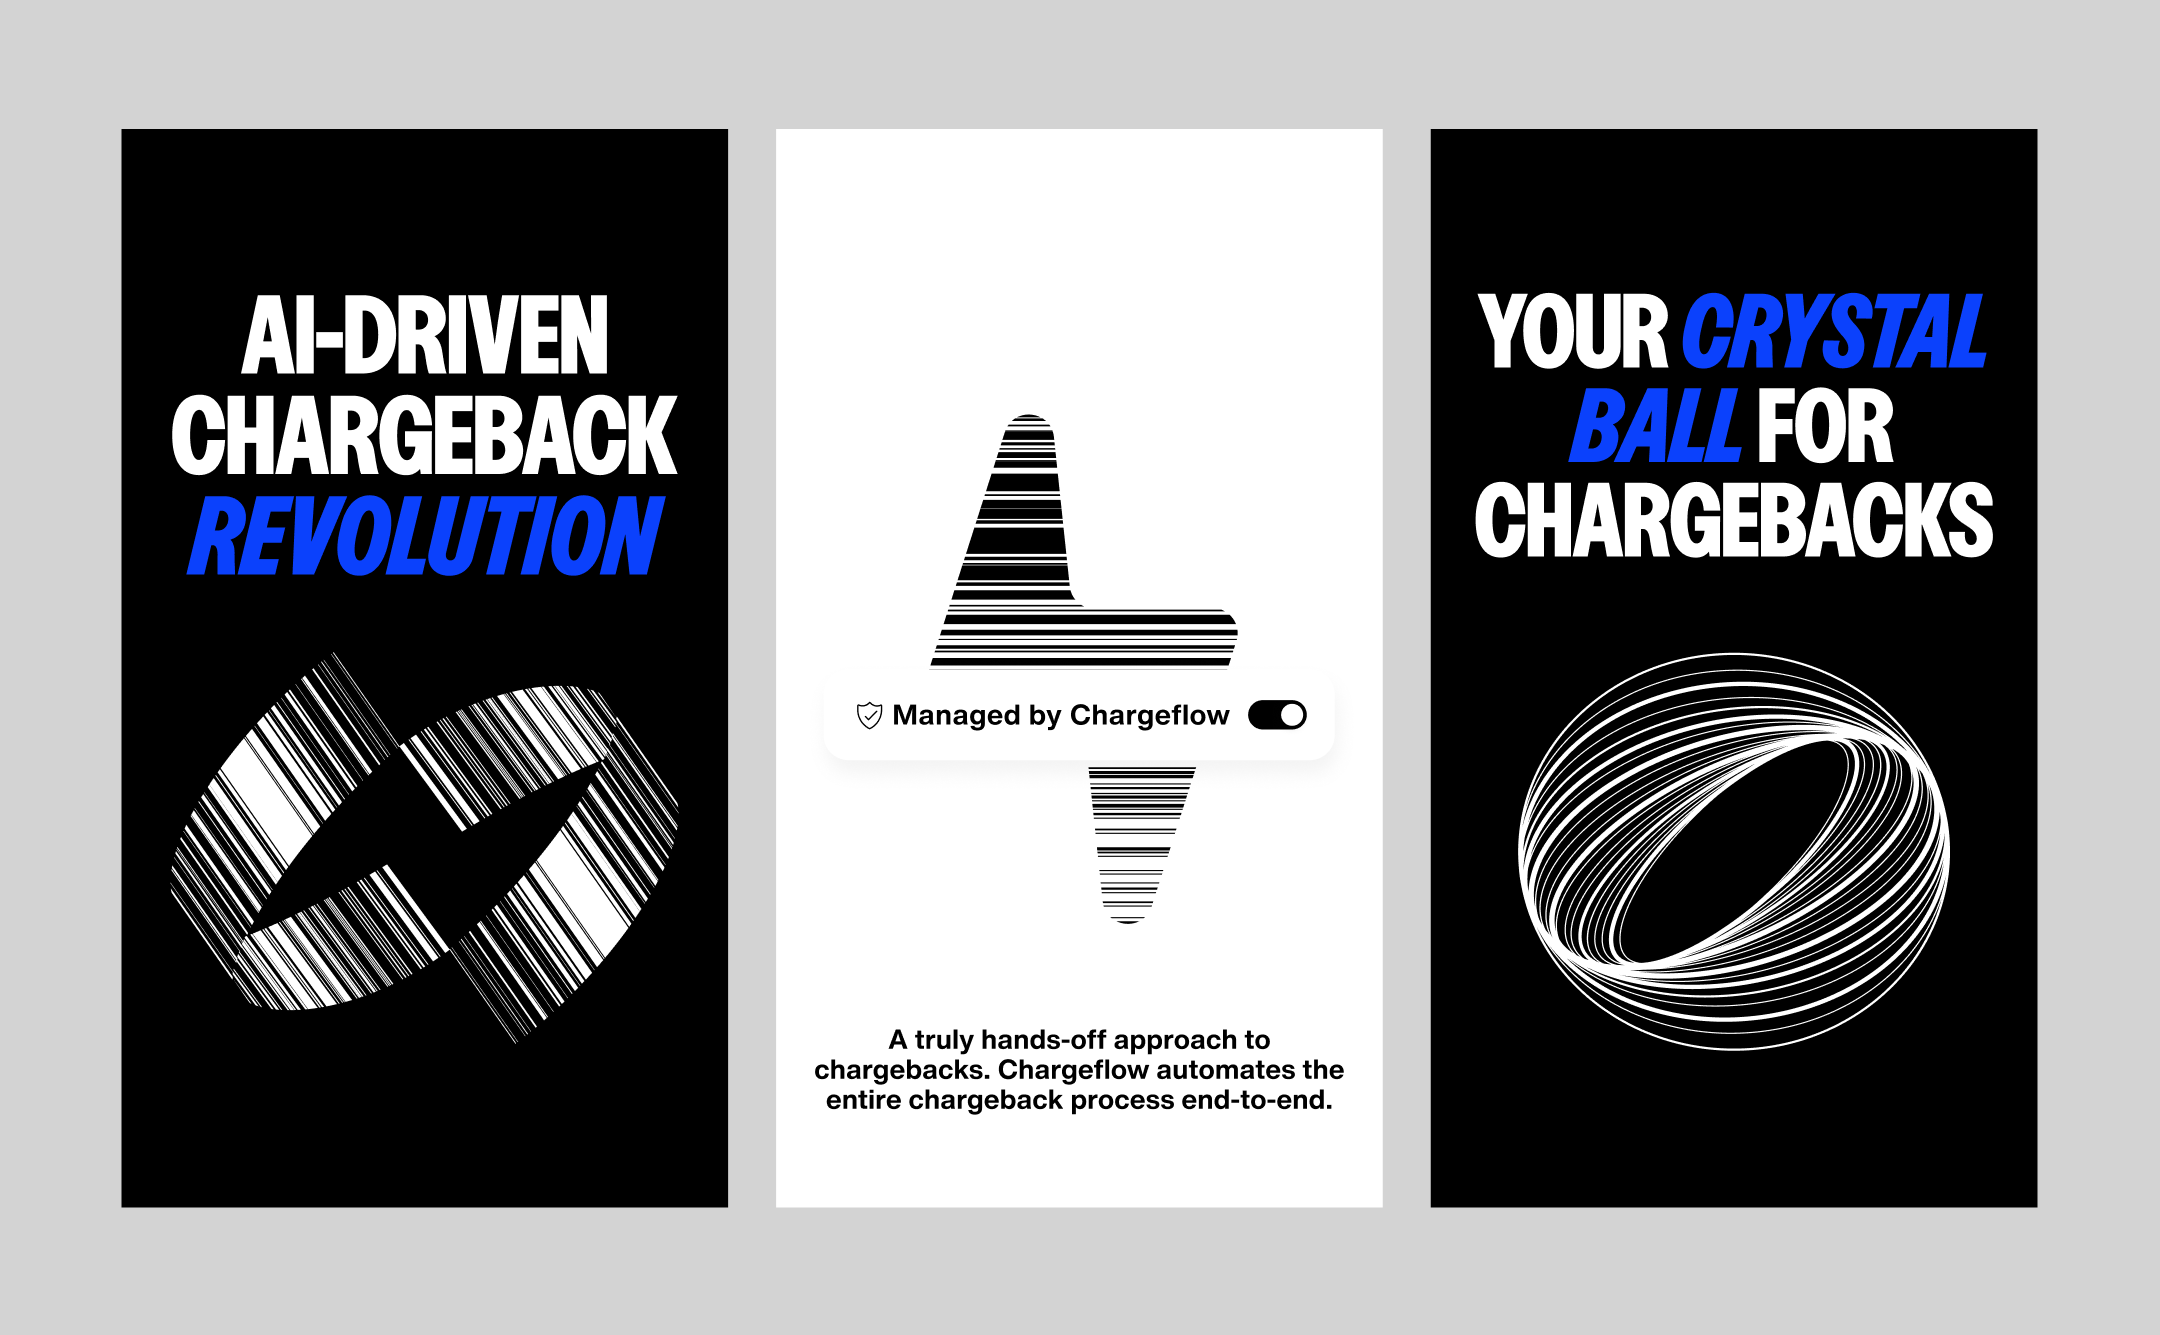 AI-DRIVEN
CHARGEBACK
REVOLUTION
Managed by Chargeflow
A truly hands-off approach to
chargebacks. Chargeflow automates the
entire chargeback process end-to-end.
YOUR CRYSTAL
BALL FOR
CHARGEBACKS